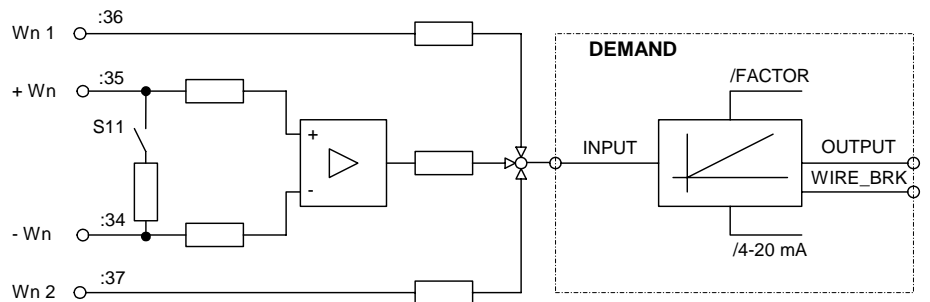 Wn 1 :36
DEMAND
+ Wn :35
/FACTOR
S11
+
INPUT
OUTPUT
WIRE_BRK
-
- Wn :34
/4-20 mA
Wn 2 :37